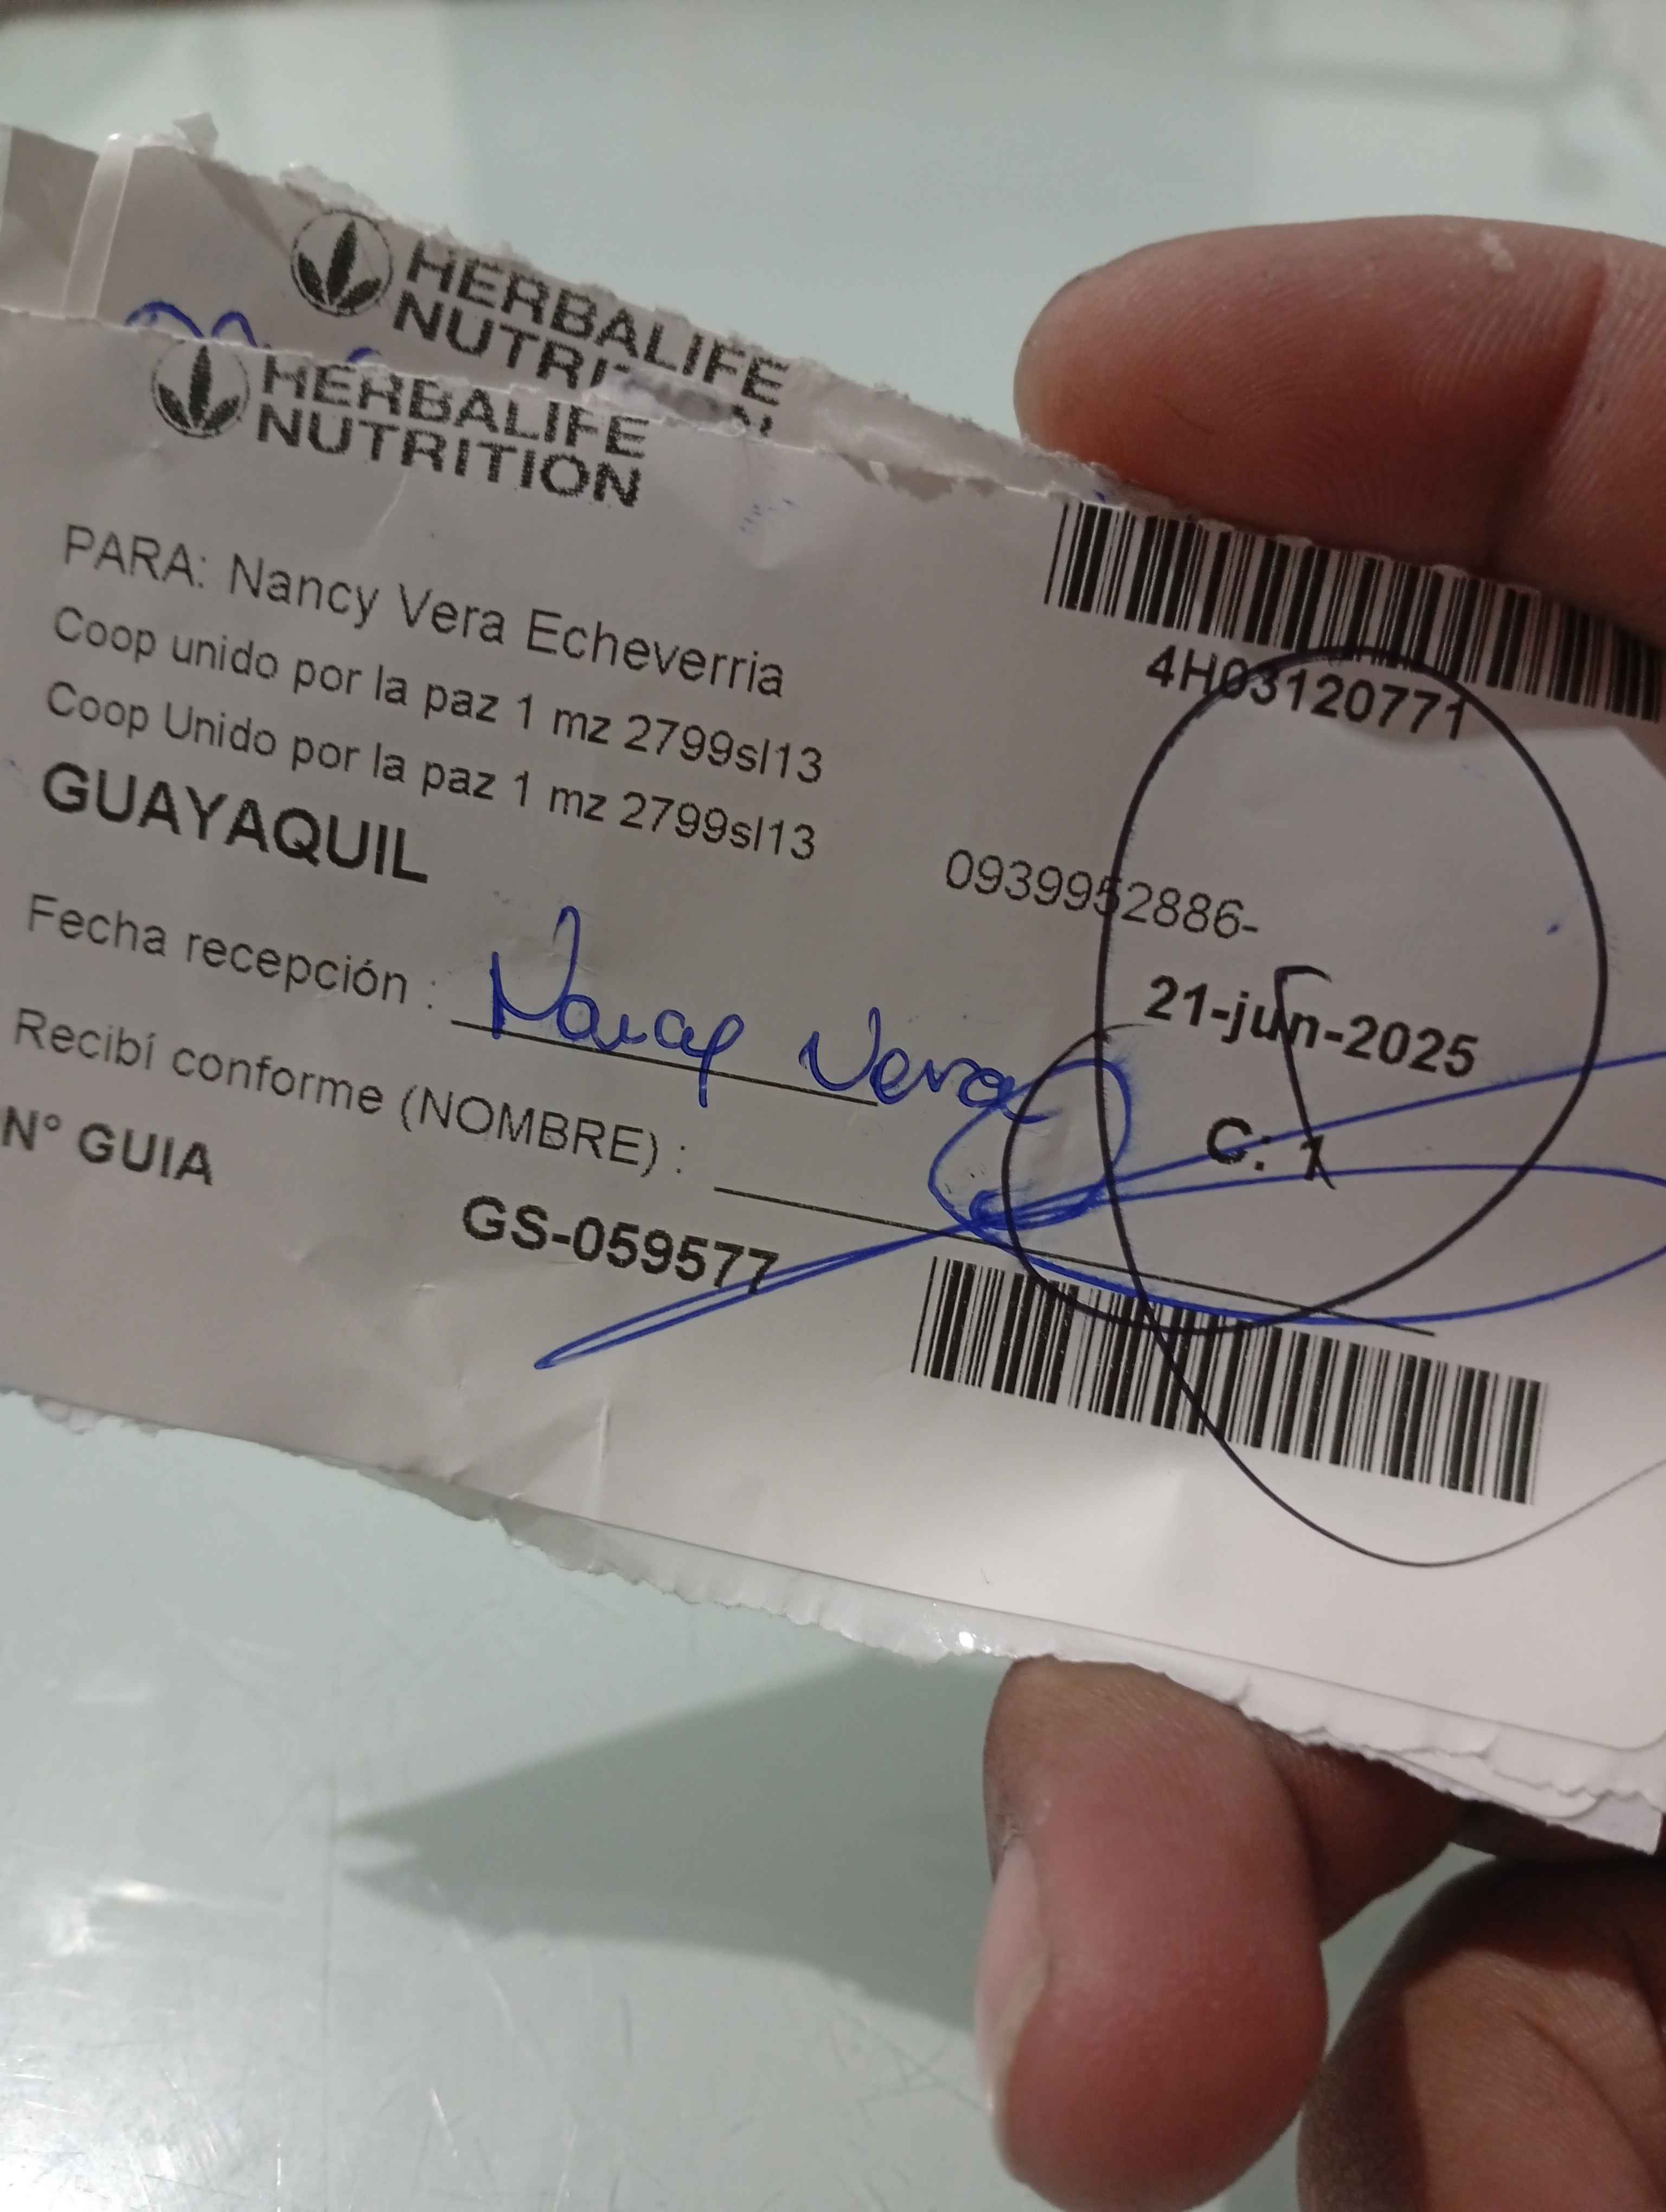 HERBALIFE
HERBALIFE
NUTRITION
PARA: Nancy Vera Echeverria
Coop unido por la paz 1 mz 2799sl13
Coop Unido por la paz 1 mz 2799sl13
GUAYAQUIL
4H03120771
0939952886-
21-jun-2025
C: 1
Fecha recepción : Nancy Vera
Recibí conforme (NOMBRE) :
N° GUIA GS-059577